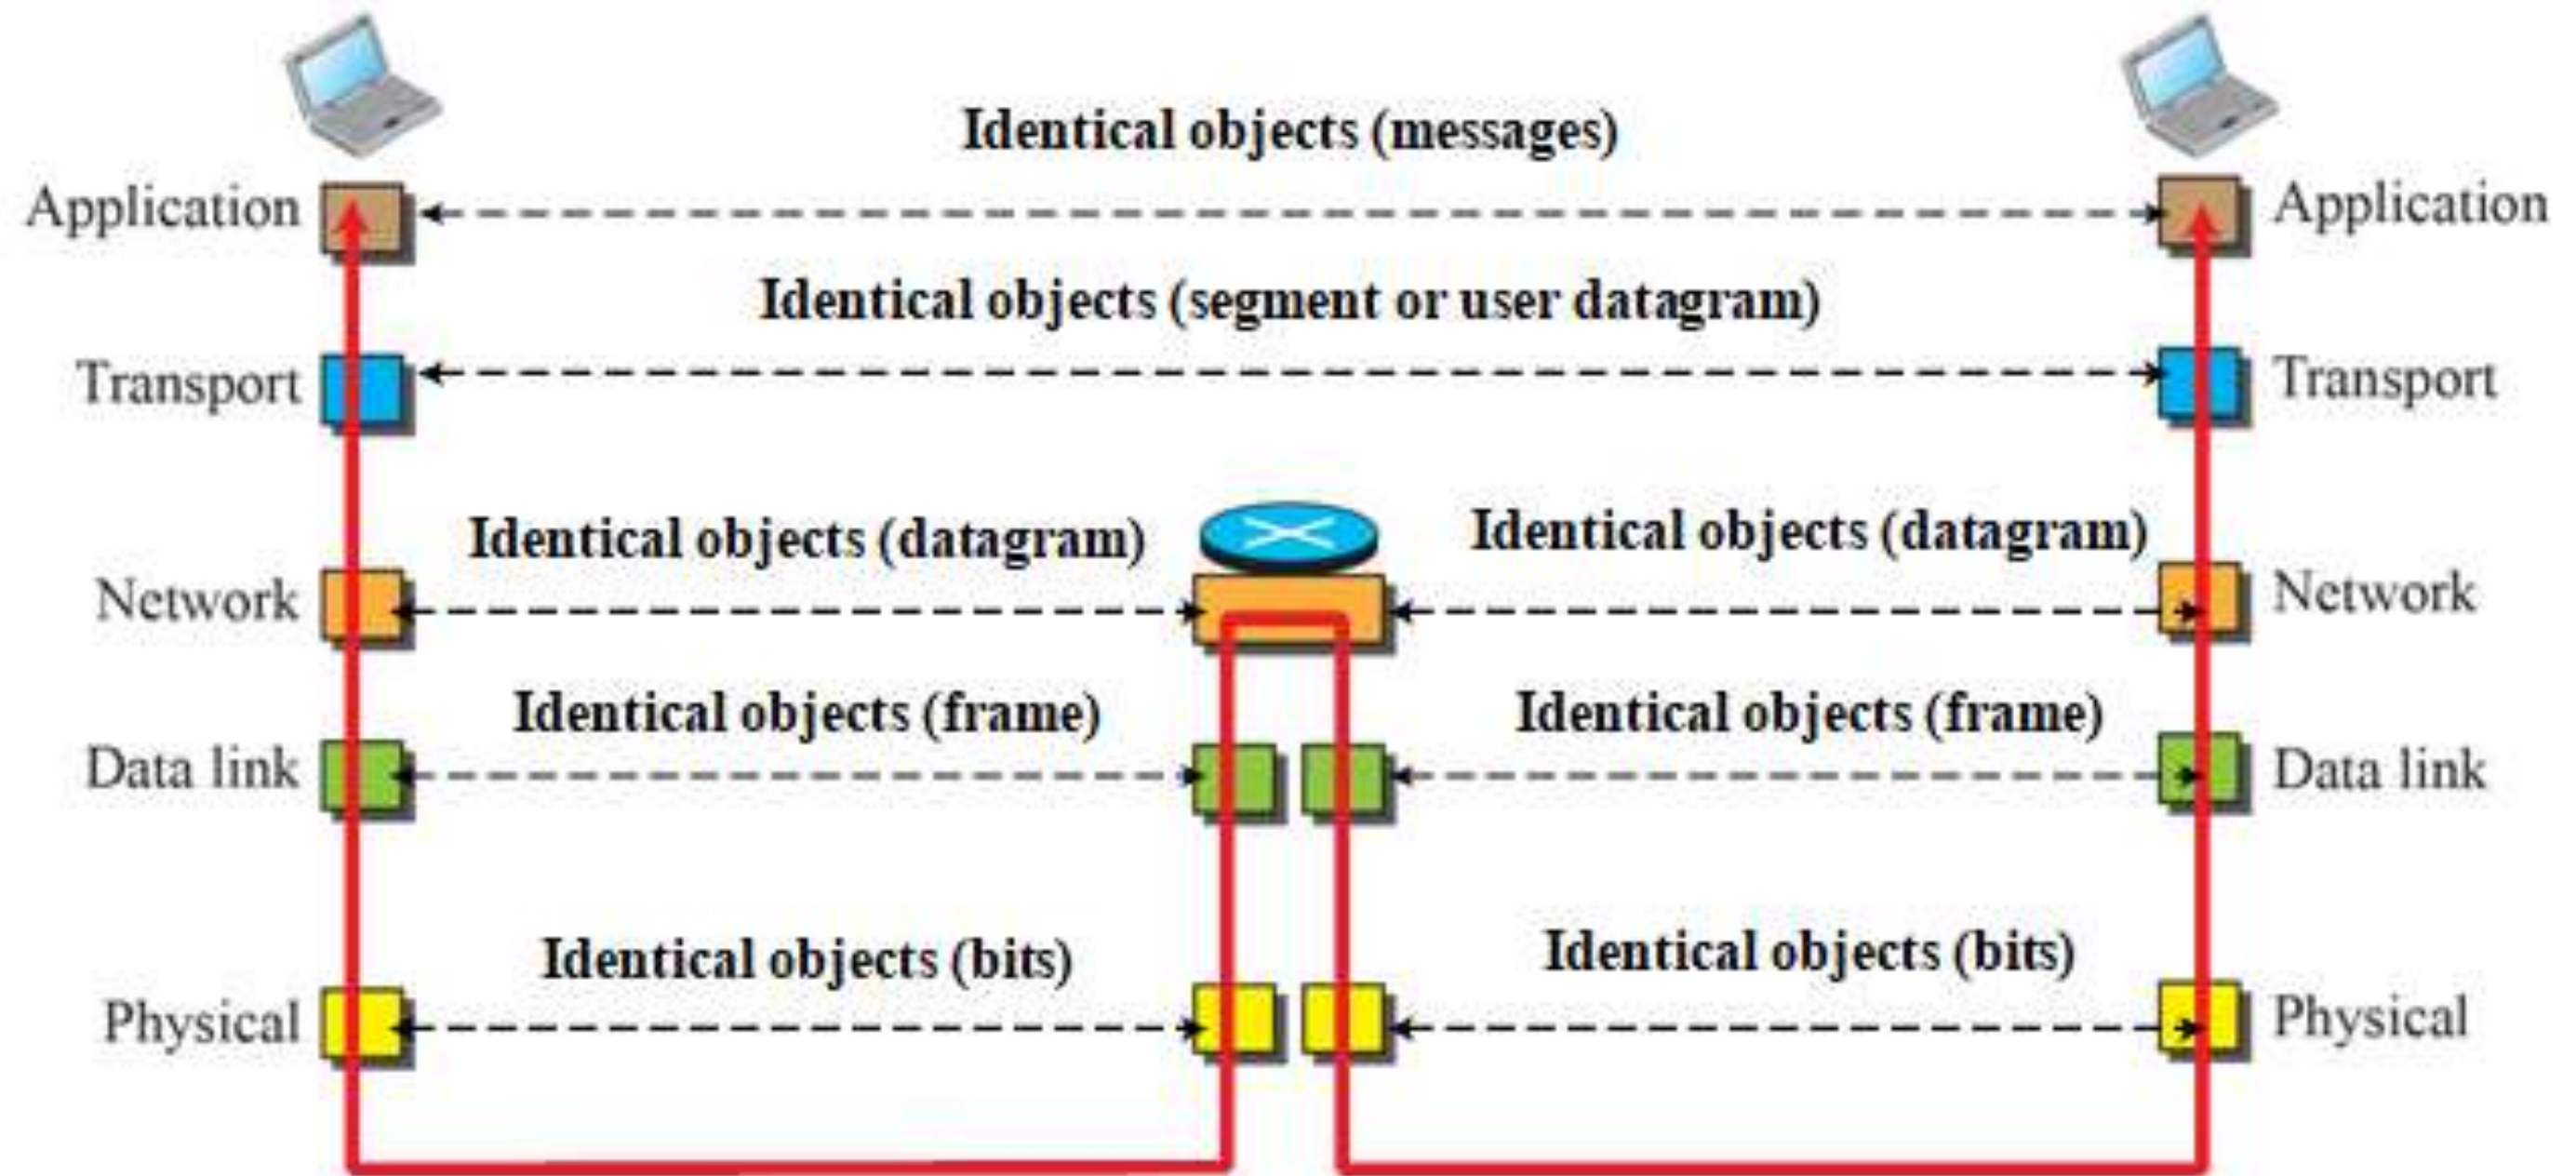 Identical objects (messages)
Application
Application
Identical objects (segment or user datagram)
Transport
Transport
Identical objects (datagram)
Identical objects (datagram)
Network
Network
Identical objects (frame)
Identical objects (frame)
Data link
Data link
Identical objects (bits)
Identical objects (bits)
Physical
Physical